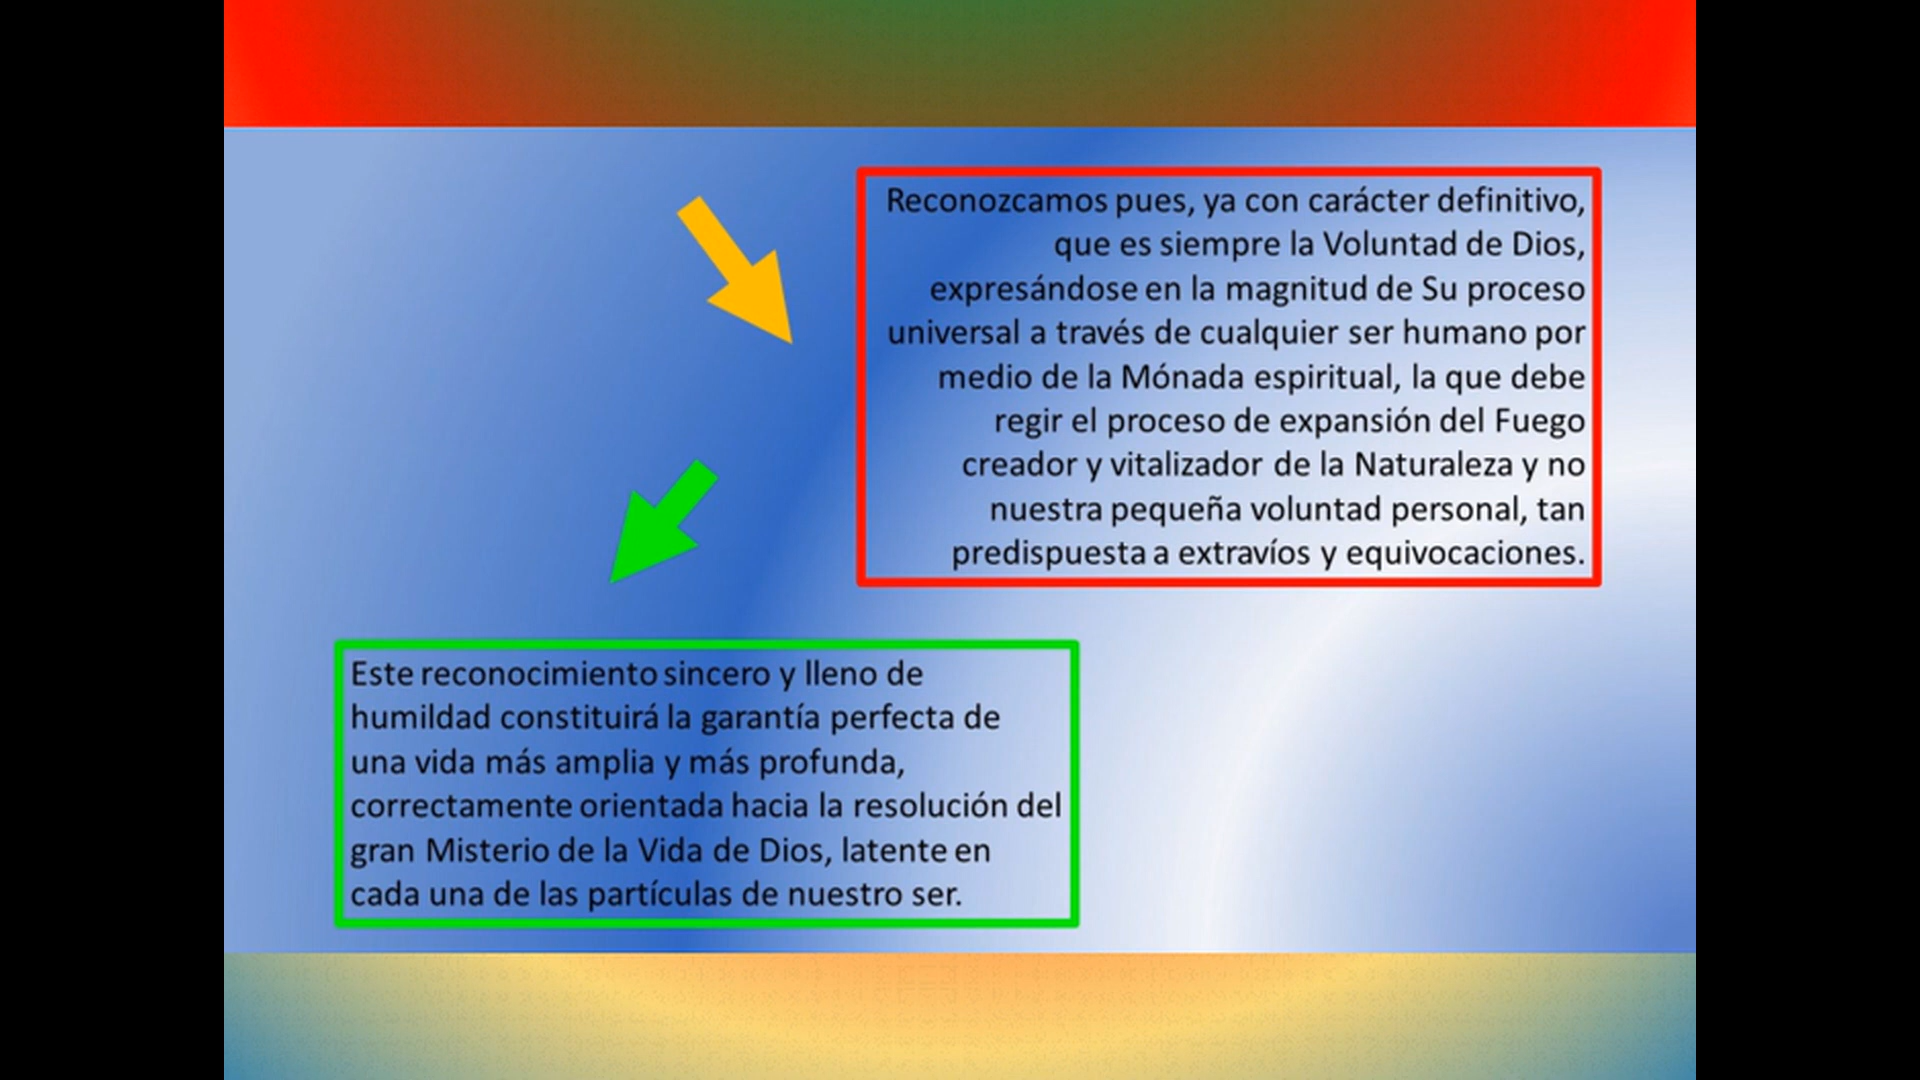 Reconozcamos pues, ya con carácter definitivo,
que es siempre la Voluntad de Dios,
expresándose en la magnitud de Su proceso
universal a través de cualquier ser humano por
medio de la Mónada espiritual, la que debe
regir el proceso de expansión del Fuego
creador y vitalizador de la Naturaleza y no
nuestra pequeña voluntad personal, tan
predispuesta a extravíos y equivocaciones.
Este reconocimiento sincero y lleno de
humildad constituirá la garantía perfecta de
una vida más amplia y más profunda,
correctamente orientada hacia la resolución del
gran Misterio de la Vida de Dios, latente en
cada una de las partículas de nuestro ser.